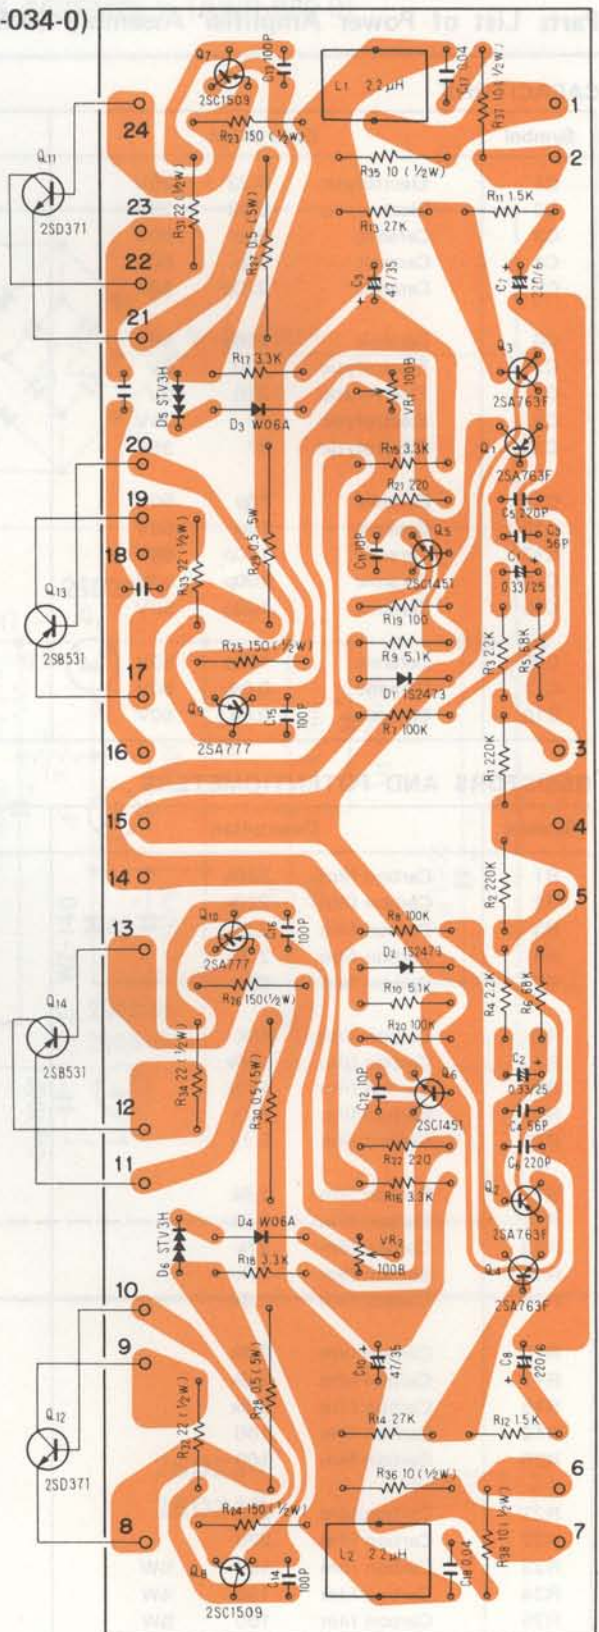 -034-0)
Parts List of Power Amplifier Assem
Q7
2SC1509
C13 100P
L1 2.2μH
C17 0.04
R37 10 (½W)
1
24
R23 150 (½W)
Q11
2SD371
R35 10 (½W)
2
R31 22 (½W)
R27 0.5 (5W)
R11 1.5K
R13 27K
23
22
47/35
C7
220/6
21
R17 3.3K
D5 STV3H
D3 W06A
VR1 100B
Q3
2SA763F
Q1
2SA763F
20
R15 3.3K
R21 220
C5 220P
C3
56P
19
18
Q13
2SB531
R33 22 (½W)
R29 0.5 5W
C11 10P
Q5
2SC1451
C1
0.33/25
R19 100
R25 150 (½W)
R9 5.1K
R3 2.2K
R5 68K
D1 1S2473
17
Q9
2SA777
C15
100P
R7 100K
16
R1 220K
3
15
4
14
R2 220K
5
Q10
2SA777
C16
100P
R8 100K
13
D2 1S2473
R26 150(½W)
R10 5.1K
R4 2.2K
R6 68K
Q14
2SB531
R20 100K
R34 22 (½W)
R30 0.5 (5W)
C12 10P
Q6
2SC1451
C2
0.33/25
12
C4 56P
C6 220P
11
R22 220
R16 3.3K
Q2
2SA763F
D6 STV3H
D4 W06A
R18 3.3K
VR2
100B
Q4
2SA763F
10
9
C10
47/35
C8
220/6
Q12
2SD371
R32 22 (½W)
R28 0.5 (5W)
R14 27K
R12 1.5K
R36 10 (½W)
6
8
R24 150 (½W)
L2 2.2μH
C18 0.04
R38 10 (½W)
7
Q8
2SC1509
C14
100P